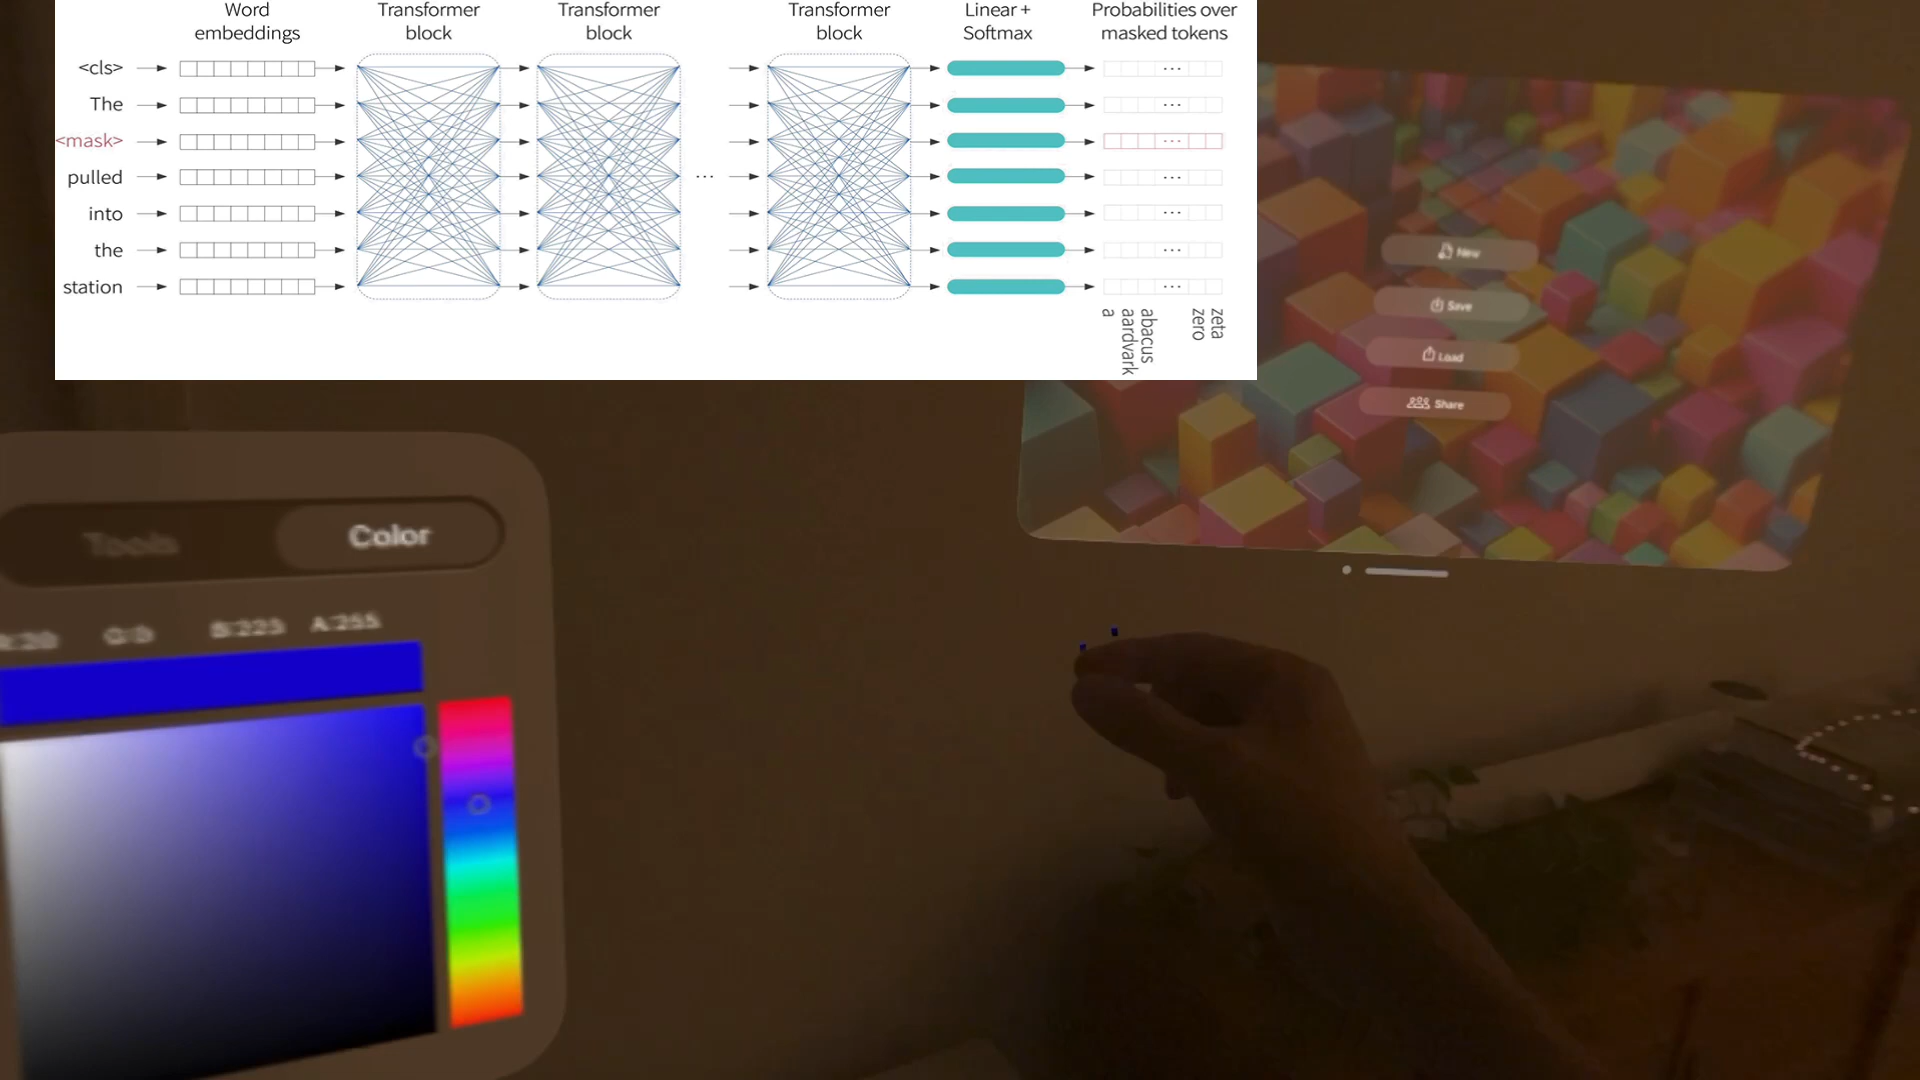 Word embeddings
Transformer block
Transformer block
Transformer block
Linear + Softmax
Probabilities over masked tokens
<cls>
The
<mask>
pulled
into
the
station
...
a
aardvark
abacus
zero
zeta
New
Save
Load
Share
Tools
Color
A:255